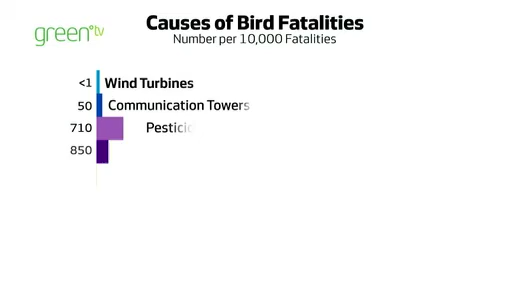 green.tv
Causes of Bird Fatalities
Number per 10,000 Fatalities
<1 Wind Turbines
50 Communication Towers
710
850